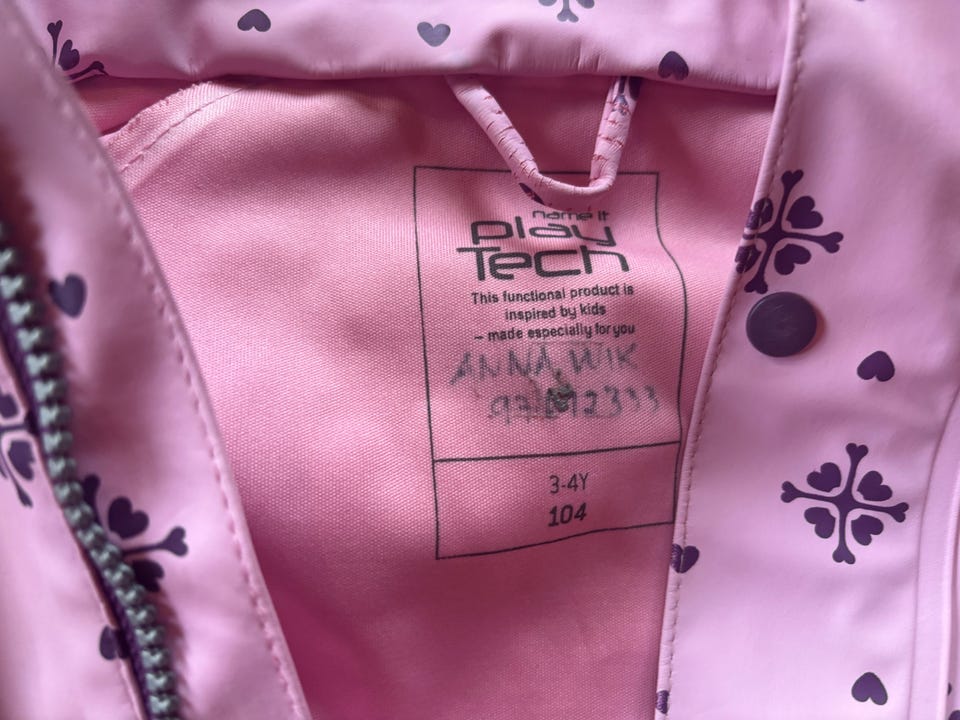 name it
play
Tech
This functional product is
inspired by kids
– made especially for you
ANNA WIK
3-4Y
104